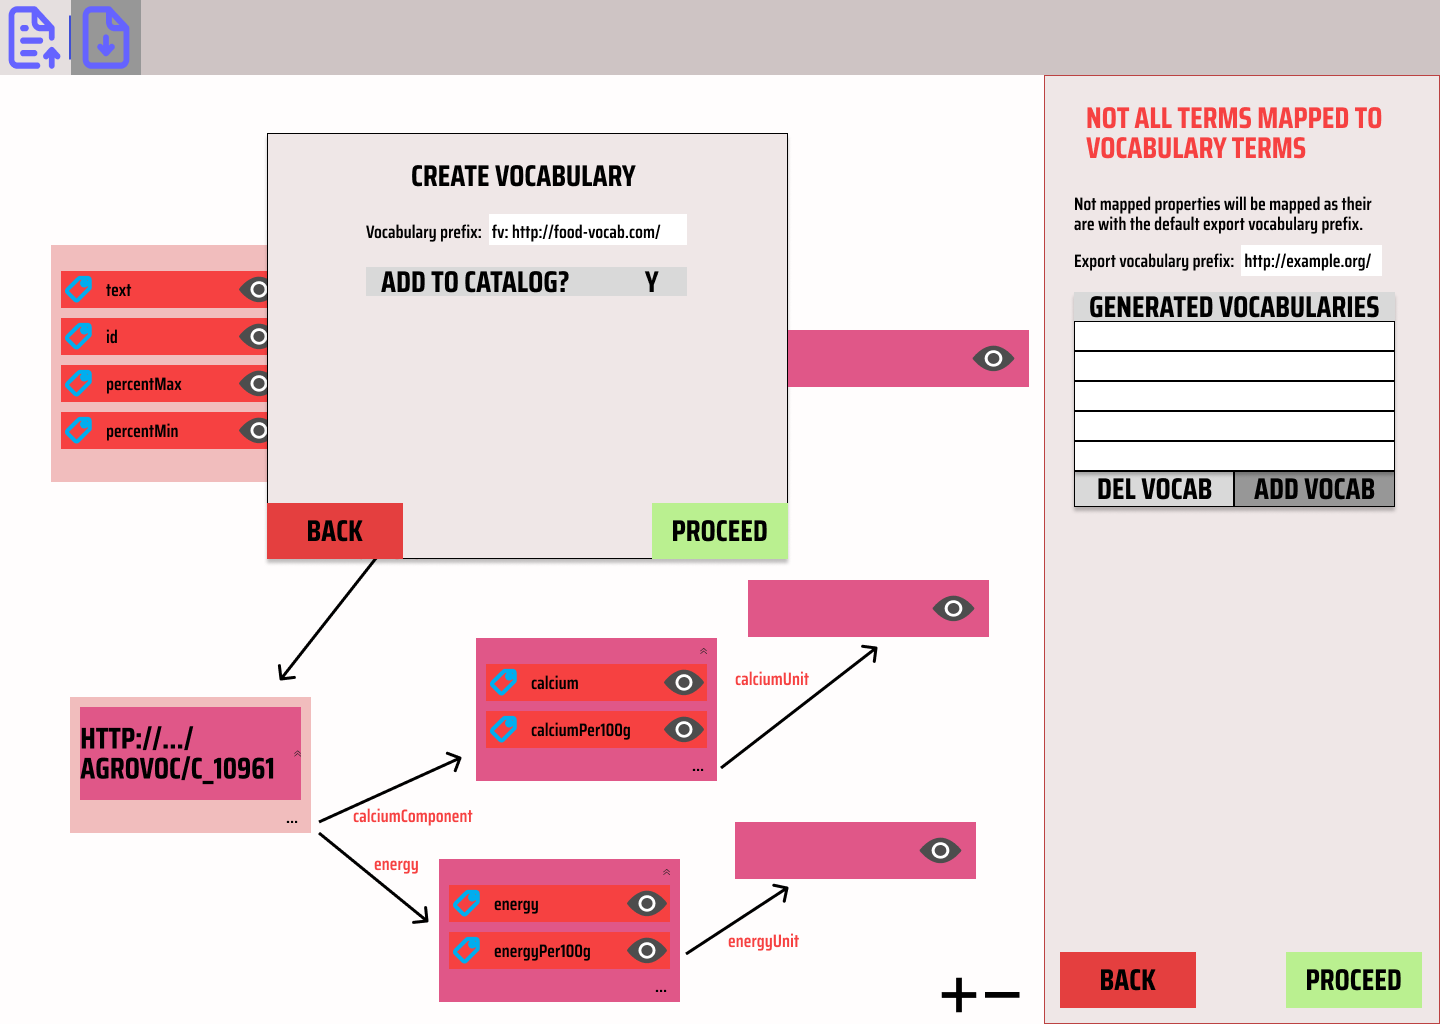 NOT ALL TERMS MAPPED TO
VOCABULARY TERMS
Not mapped properties will be mapped as their
are with the default export vocabulary prefix.
Export vocabulary prefix: http://example.org/
GENERATED VOCABULARIES
DEL VOCAB ADD VOCAB
BACK PROCEED
CREATE VOCABULARY
Vocabulary prefix: fv: http://food-vocab.com/
ADD TO CATALOG? Y
BACK PROCEED
text
id
percentMax
percentMin
HTTP://.../
AGROVOC/C_10961
...
calciumComponent
energy
calcium
calciumPer100g
...
calciumUnit
energy
energyPer100g
...
energyUnit
+ −